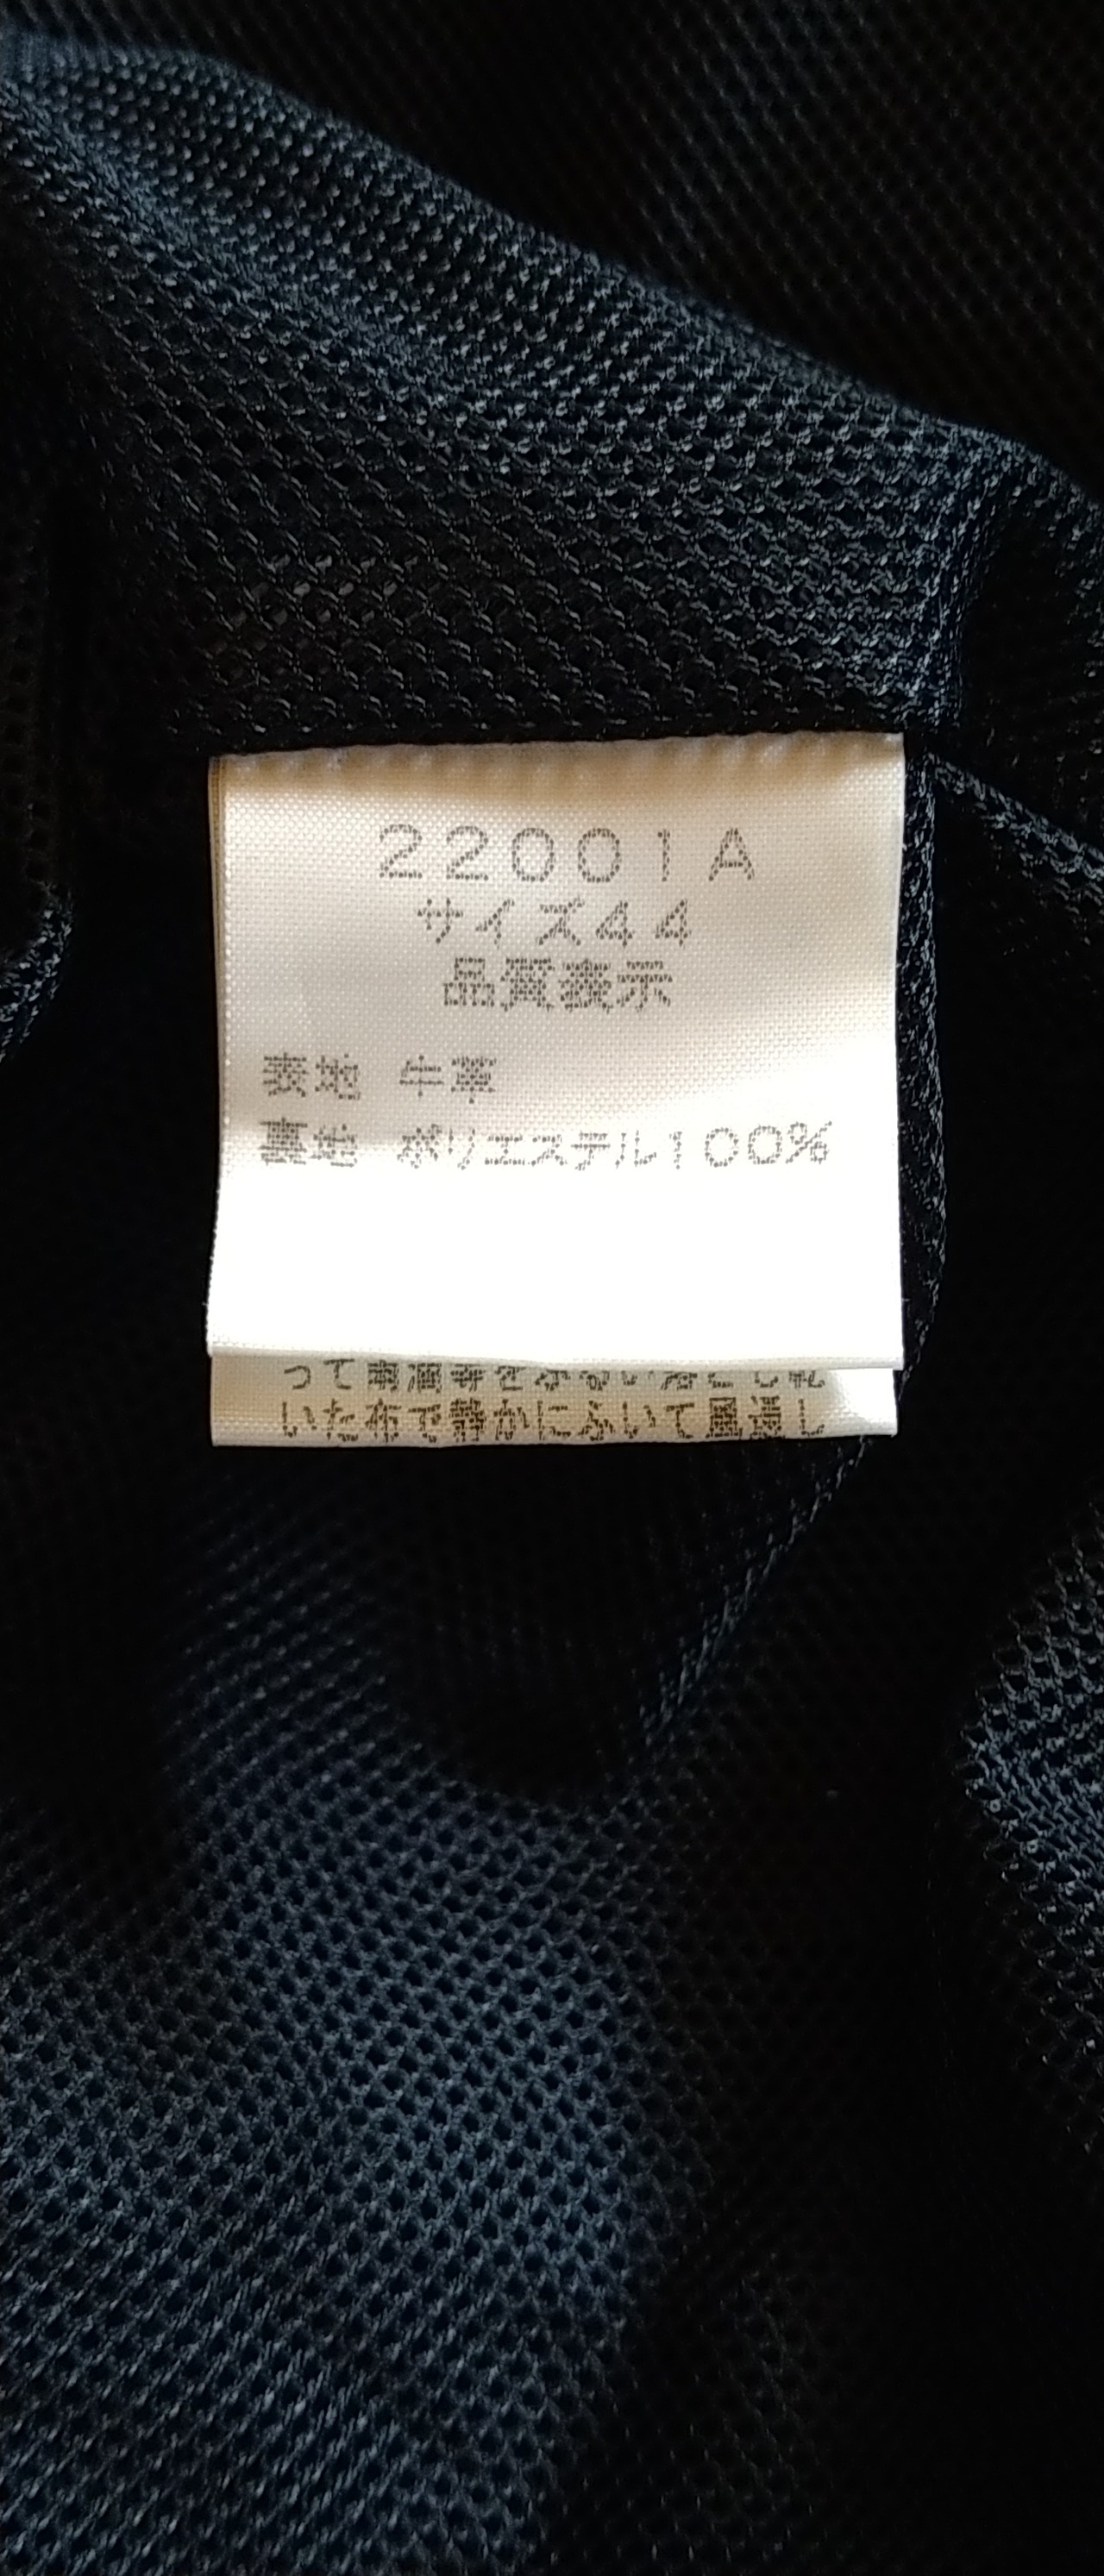 22001A
サイズ44
品質表示
表地 牛革
裏地 ポリエステル100%
いた布で静かにふいて風通し